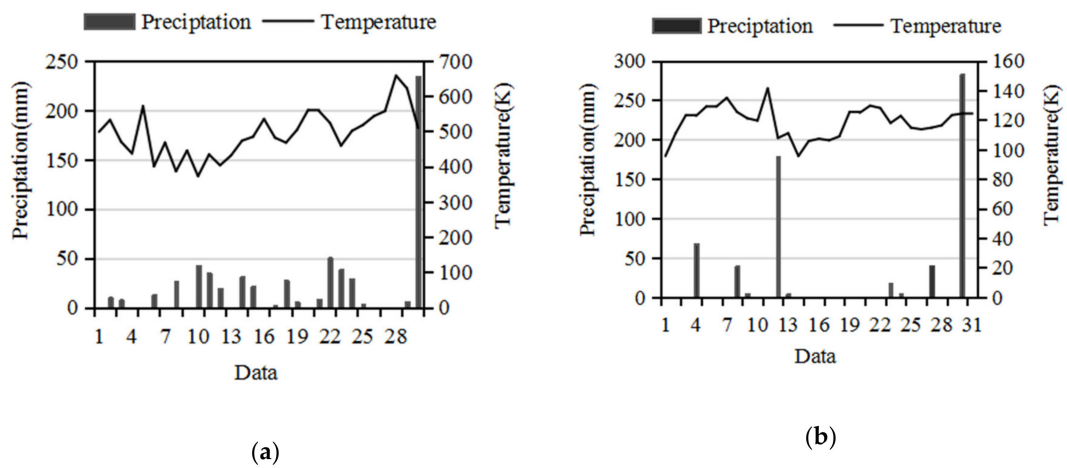 Preciptation Temperature
Preciptation(mm)
250
200
150
100
50
0
700
600
500
400
300
200
100
0
Temperature(K)
1 4 7 10 13 16 19 22 25 28
Data
(a)
Preciptation Temperature
Preciptation(mm)
300
250
200
150
100
50
0
160
140
120
100
80
60
40
20
0
Temperature(K)
1 4 7 10 13 16 19 22 25 28 31
Data
(b)